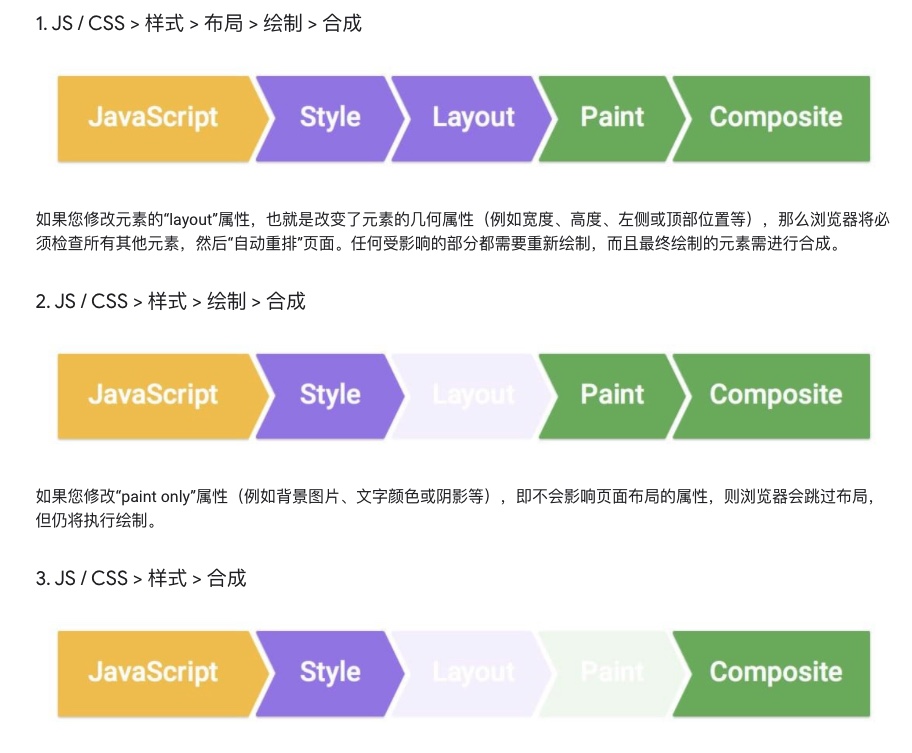 1. JS / CSS > 样式 > 布局 > 绘制 > 合成
JavaScript Style Layout Paint Composite
如果您修改元素的“layout”属性，也就是改变了元素的几何属性（例如宽度、高度、左侧或顶部位置等），那么浏览器将必
须检查所有其他元素，然后“自动重排”页面。任何受影响的部分都需要重新绘制，而且最终绘制的元素需进行合成。
2. JS / CSS > 样式 > 绘制 > 合成
JavaScript Style Layout Paint Composite
如果您修改“paint only”属性（例如背景图片、文字颜色或阴影等），即不会影响页面布局的属性，则浏览器会跳过布局，
但仍将执行绘制。
3. JS / CSS > 样式 > 合成
JavaScript Style Layout Paint Composite